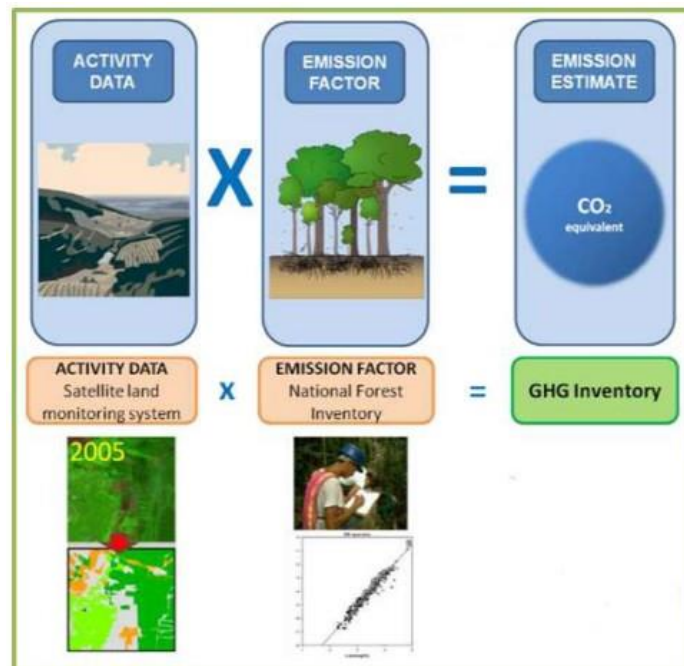 ACTIVITY
DATA
EMISSION
FACTOR
EMISSION
ESTIMATE
X
=
CO₂
equivalent
ACTIVITY DATA
Satellite land
monitoring system
x
EMISSION FACTOR
National Forest
Inventory
=
GHG Inventory
2005